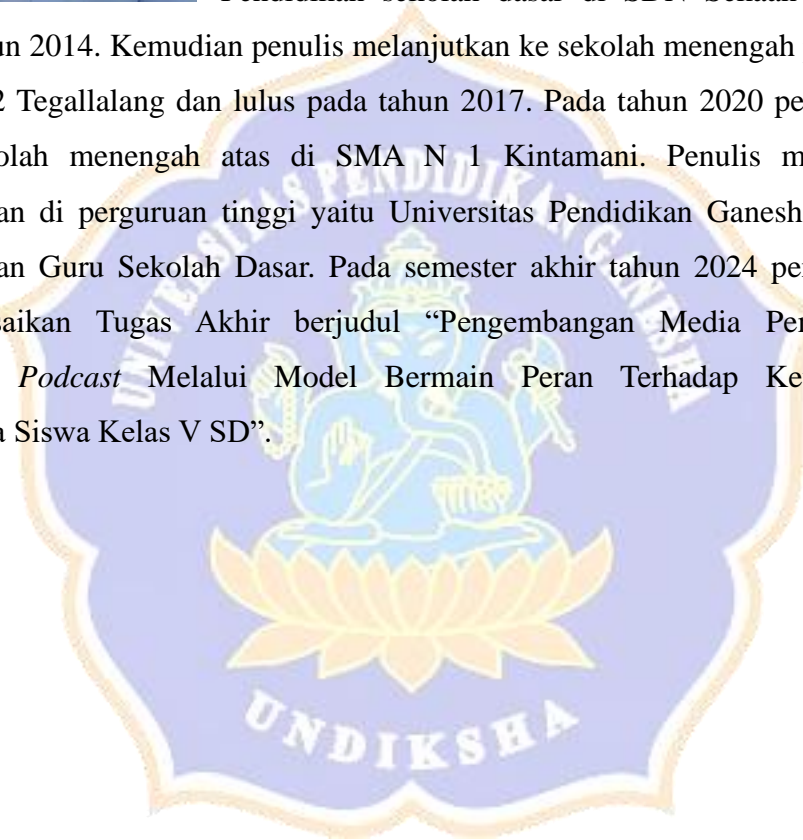 Pendidikan sekolah dasar di SDN
un 2014. Kemudian penulis melanjutkan ke sekolah menengah
2 Tegallalang dan lulus pada tahun 2017. Pada tahun 2020 pe
olah menengah atas di SMA N 1 Kintamani. Penulis m
an di perguruan tinggi yaitu Universitas Pendidikan Ganesh
an Guru Sekolah Dasar. Pada semester akhir tahun 2024 pe
saikan Tugas Akhir berjudul “Pengembangan Media Pe
Podcast Melalui Model Bermain Peran Terhadap Ke
a Siswa Kelas V SD”.
UNIVERSITAS PENDIDIKAN GANESHA
UNDIKSHA